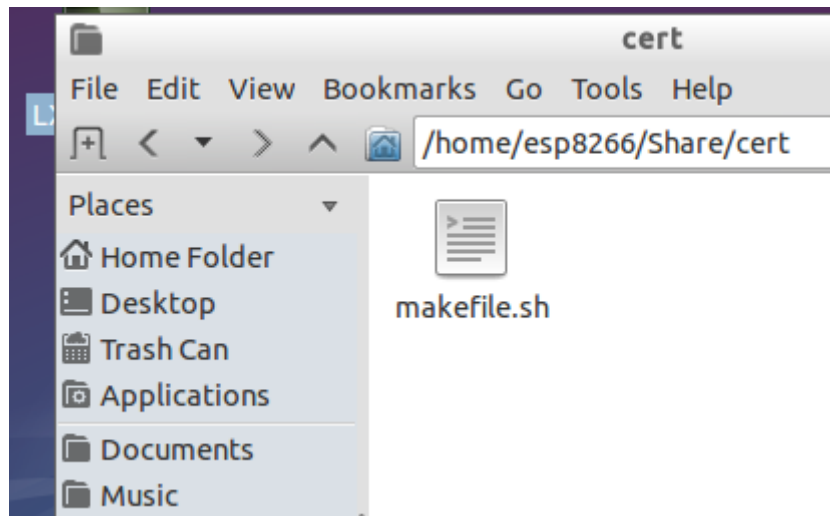 cert
File Edit View Bookmarks Go Tools Help
/home/esp8266/Share/cert
Places
Home Folder
Desktop
Trash Can
Applications
Documents
Music
makefile.sh